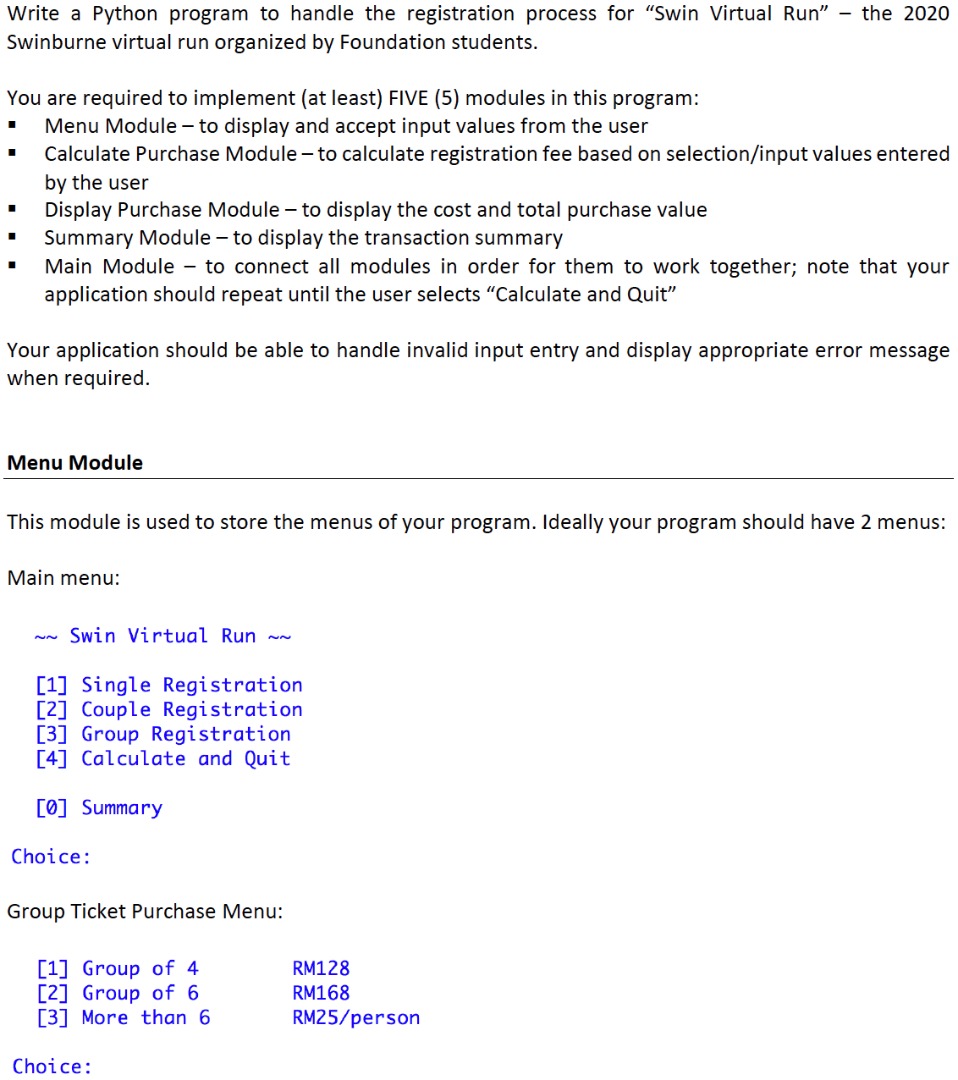 Write a Python program to handle the registration process for “Swin Virtual Run” – the 2020
Swinburne virtual run organized by Foundation students.
You are required to implement (at least) FIVE (5) modules in this program:
▪ Menu Module – to display and accept input values from the user
▪ Calculate Purchase Module – to calculate registration fee based on selection/input values entered
by the user
▪ Display Purchase Module – to display the cost and total purchase value
▪ Summary Module – to display the transaction summary
▪ Main Module – to connect all modules in order for them to work together; note that your
application should repeat until the user selects “Calculate and Quit”
Your application should be able to handle invalid input entry and display appropriate error message
when required.
Menu Module
This module is used to store the menus of your program. Ideally your program should have 2 menus:
Main menu:
~~ Swin Virtual Run ~~
[1] Single Registration
[2] Couple Registration
[3] Group Registration
[4] Calculate and Quit
[0] Summary
Choice:
Group Ticket Purchase Menu:
[1] Group of 4 RM128
[2] Group of 6 RM168
[3] More than 6 RM25/person
Choice: